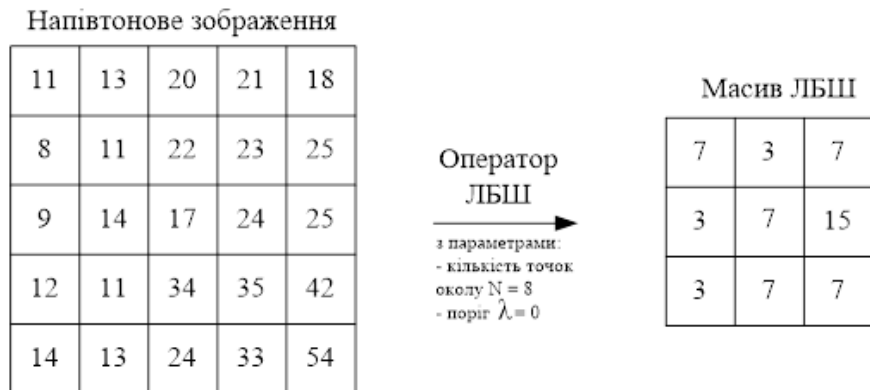 Напівтонове зображення
11 13 20 21 18
8 11 22 23 25
9 14 17 24 25
12 11 34 35 42
14 13 24 33 54
Оператор
ЛБШ
з параметрами:
- кількість точок
околу N = 8
- поріг λ = 0
Масив ЛБШ
7 3 7
3 7 15
3 7 7